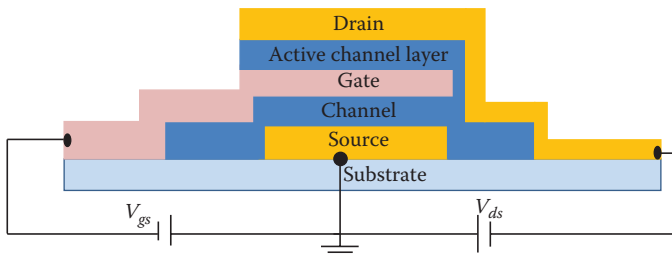 Drain
Active channel layer
Gate
Channel
Source
Substrate
Vgs
Vds